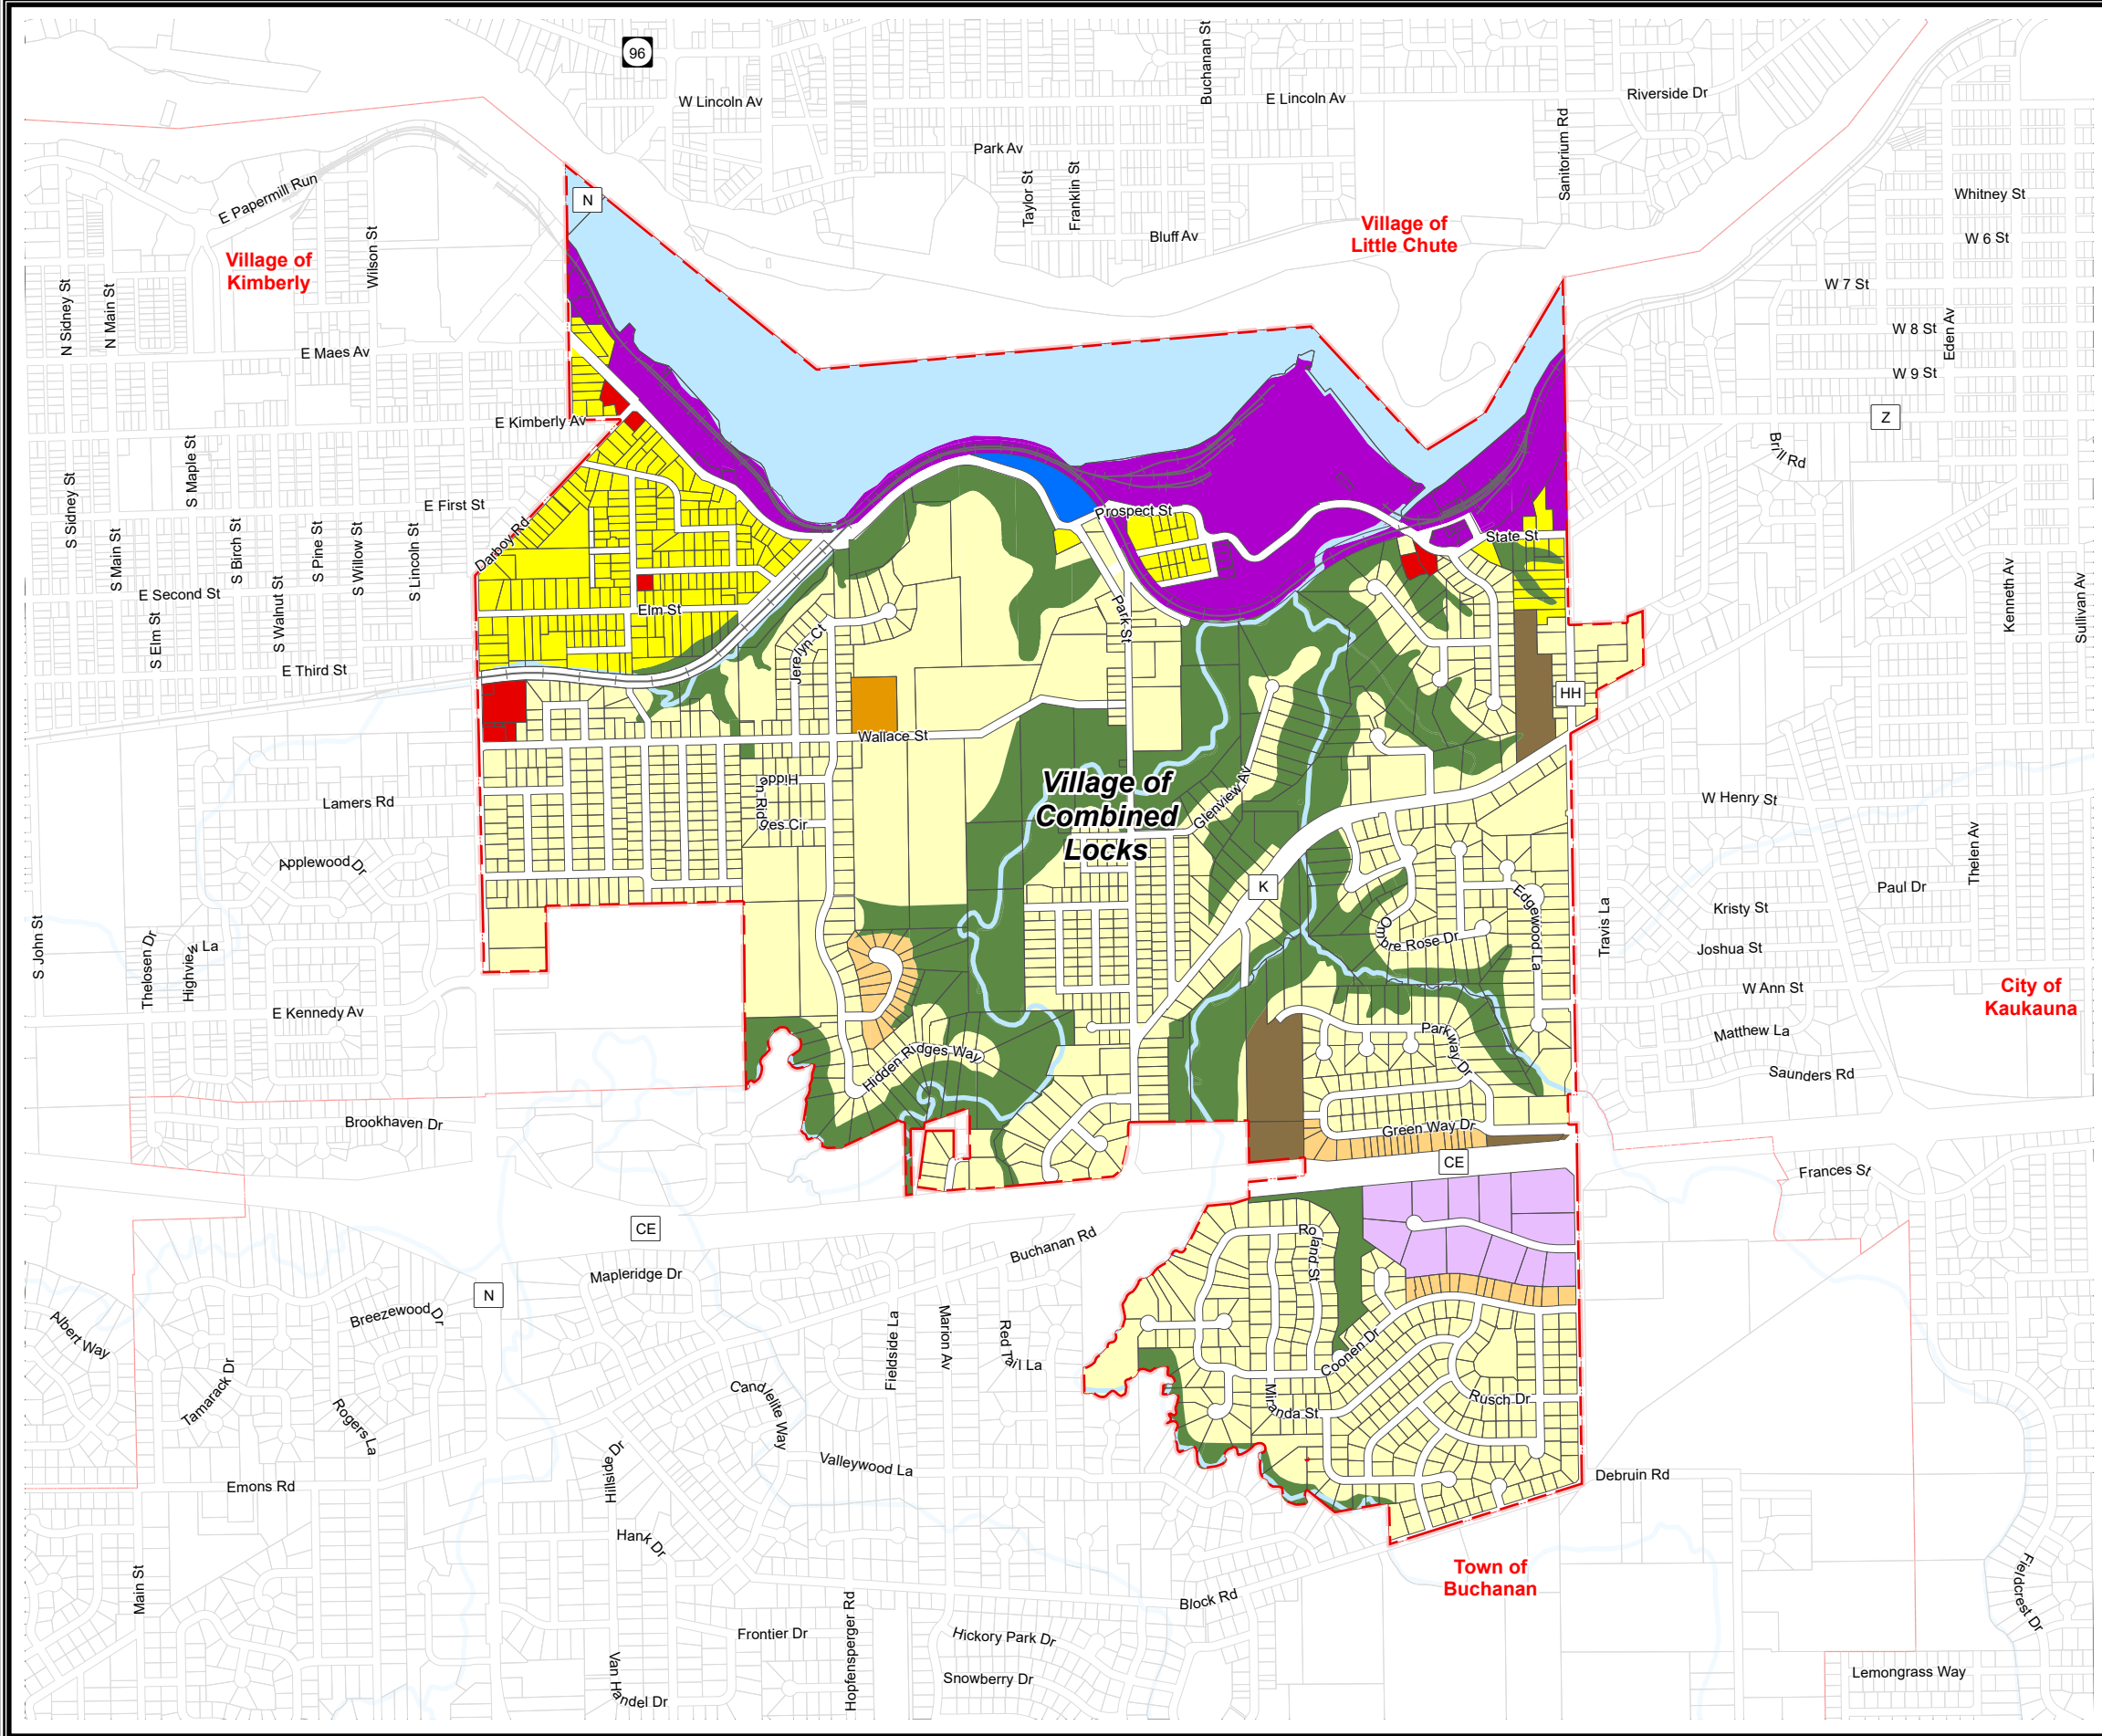 96
W Lincoln Av
Buchanan St
E Lincoln Av
Riverside Dr
Sanitorium Rd
Park Av
Taylor St
Franklin St
Bluff Av
Village of
Little Chute
Whitney St
W 6 St
W 7 St
W 8 St
Eden Av
W 9 St
Z
Brill Rd
E Papermill Run
N
Village of
Kimberly
Wilson St
N Sidney St
N Main St
E Maes Av
E Kimberly Av
S Maple St
S Sidney St
E First St
Darboy Rd
S Main St
S Birch St
S Pine St
S Willow St
S Lincoln St
E Second St
S Walnut St
S Elm St
E Third St
Elm St
Prospect St
State St
Park St
Jerelyn Ct
HH
Kenneth Av
Sullivan Av
Wallace St
Hidden Ridges Cir
Village of
Combined
Locks
Glenview Av
K
W Henry St
Thelen Av
Paul Dr
Kristy St
Joshua St
Travis La
W Ann St
Matthew La
Saunders Rd
City of
Kaukauna
Edgewood La
Ombre Rose Dr
Lamers Rd
Applewood Dr
S John St
Thelosen Dr
Highview La
E Kennedy Av
Brookhaven Dr
Hidden Ridges Way
Parkway Dr
Green Way Dr
CE
Frances St
CE
Buchanan Rd
Mapleridge Dr
N
Breezewood Dr
Albert Way
Tamarack Dr
Rogers La
Emons Rd
Fieldside La
Marion Av
Red Tail La
Candlelite Way
Valleywood La
Hillside Dr
Hank Dr
Roland St
Coonen Dr
Miranda St
Rusch Dr
Debruin Rd
Town of
Buchanan
Block Rd
Main St
Frontier Dr
Hopfensperger Rd
Hickory Park Dr
Snowberry Dr
Van Handel Dr
Fieldcrest Dr
Lemongrass Way